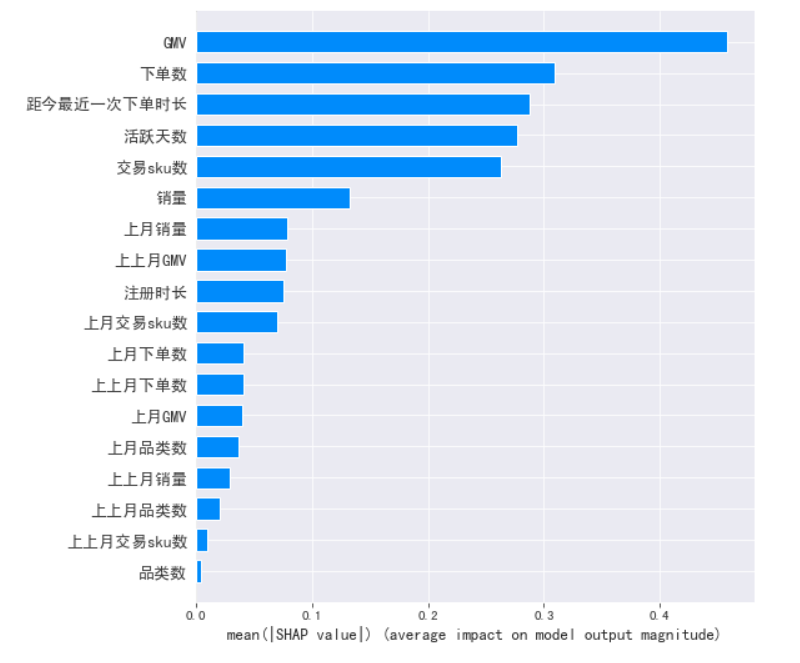 GMV
下单数
距今最近一次下单时长
活跃天数
交易sku数
销量
上月销量
上上月GMV
注册时长
上月交易sku数
上月下单数
上上月下单数
上月GMV
上月品类数
上上月销量
上上月品类数
上上月交易sku数
品类数
0.0 0.1 0.2 0.3 0.4
mean(|SHAP value|) (average impact on model output magnitude)